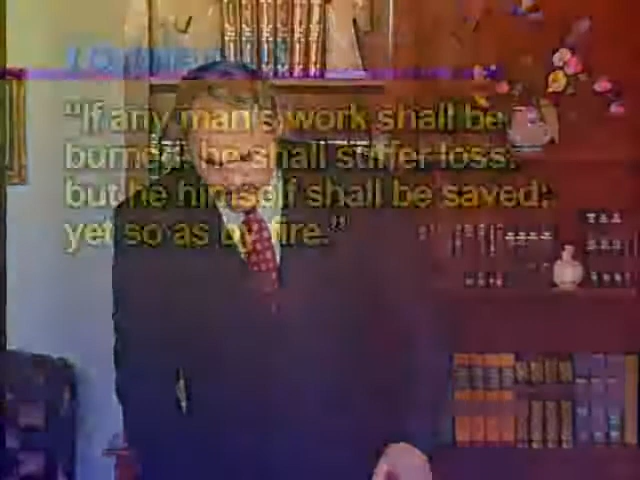 "If any man's work shall be
burned, he shall suffer loss:
but he himself shall be saved;
yet so as by fire."